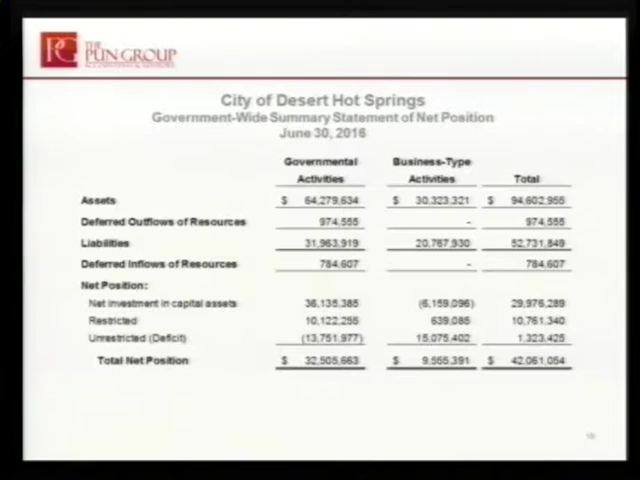 PG THE
PUN GROUP
ACCOUNTANTS & ADVISORS
City of Desert Hot Springs
Government-Wide Summary Statement of Net Position
June 30, 2016
Governmental Business-Type
Activities Activities Total
Assets $ 64,279,634 $ 30,323,321 $ 94,602,955
Deferred Outflows of Resources 974,555 - 974,555
Liabilities 31,963,919 20,767,930 52,731,849
Deferred Inflows of Resources 784,607 - 784,607
Net Position:
Net investment in capital assets 36,135,385 (6,159,096) 29,976,289
Restricted 10,122,255 639,085 10,761,340
Unrestricted (Deficit) (13,751,977) 15,075,402 1,323,425
Total Net Position $ 32,505,663 $ 9,555,391 $ 42,061,054